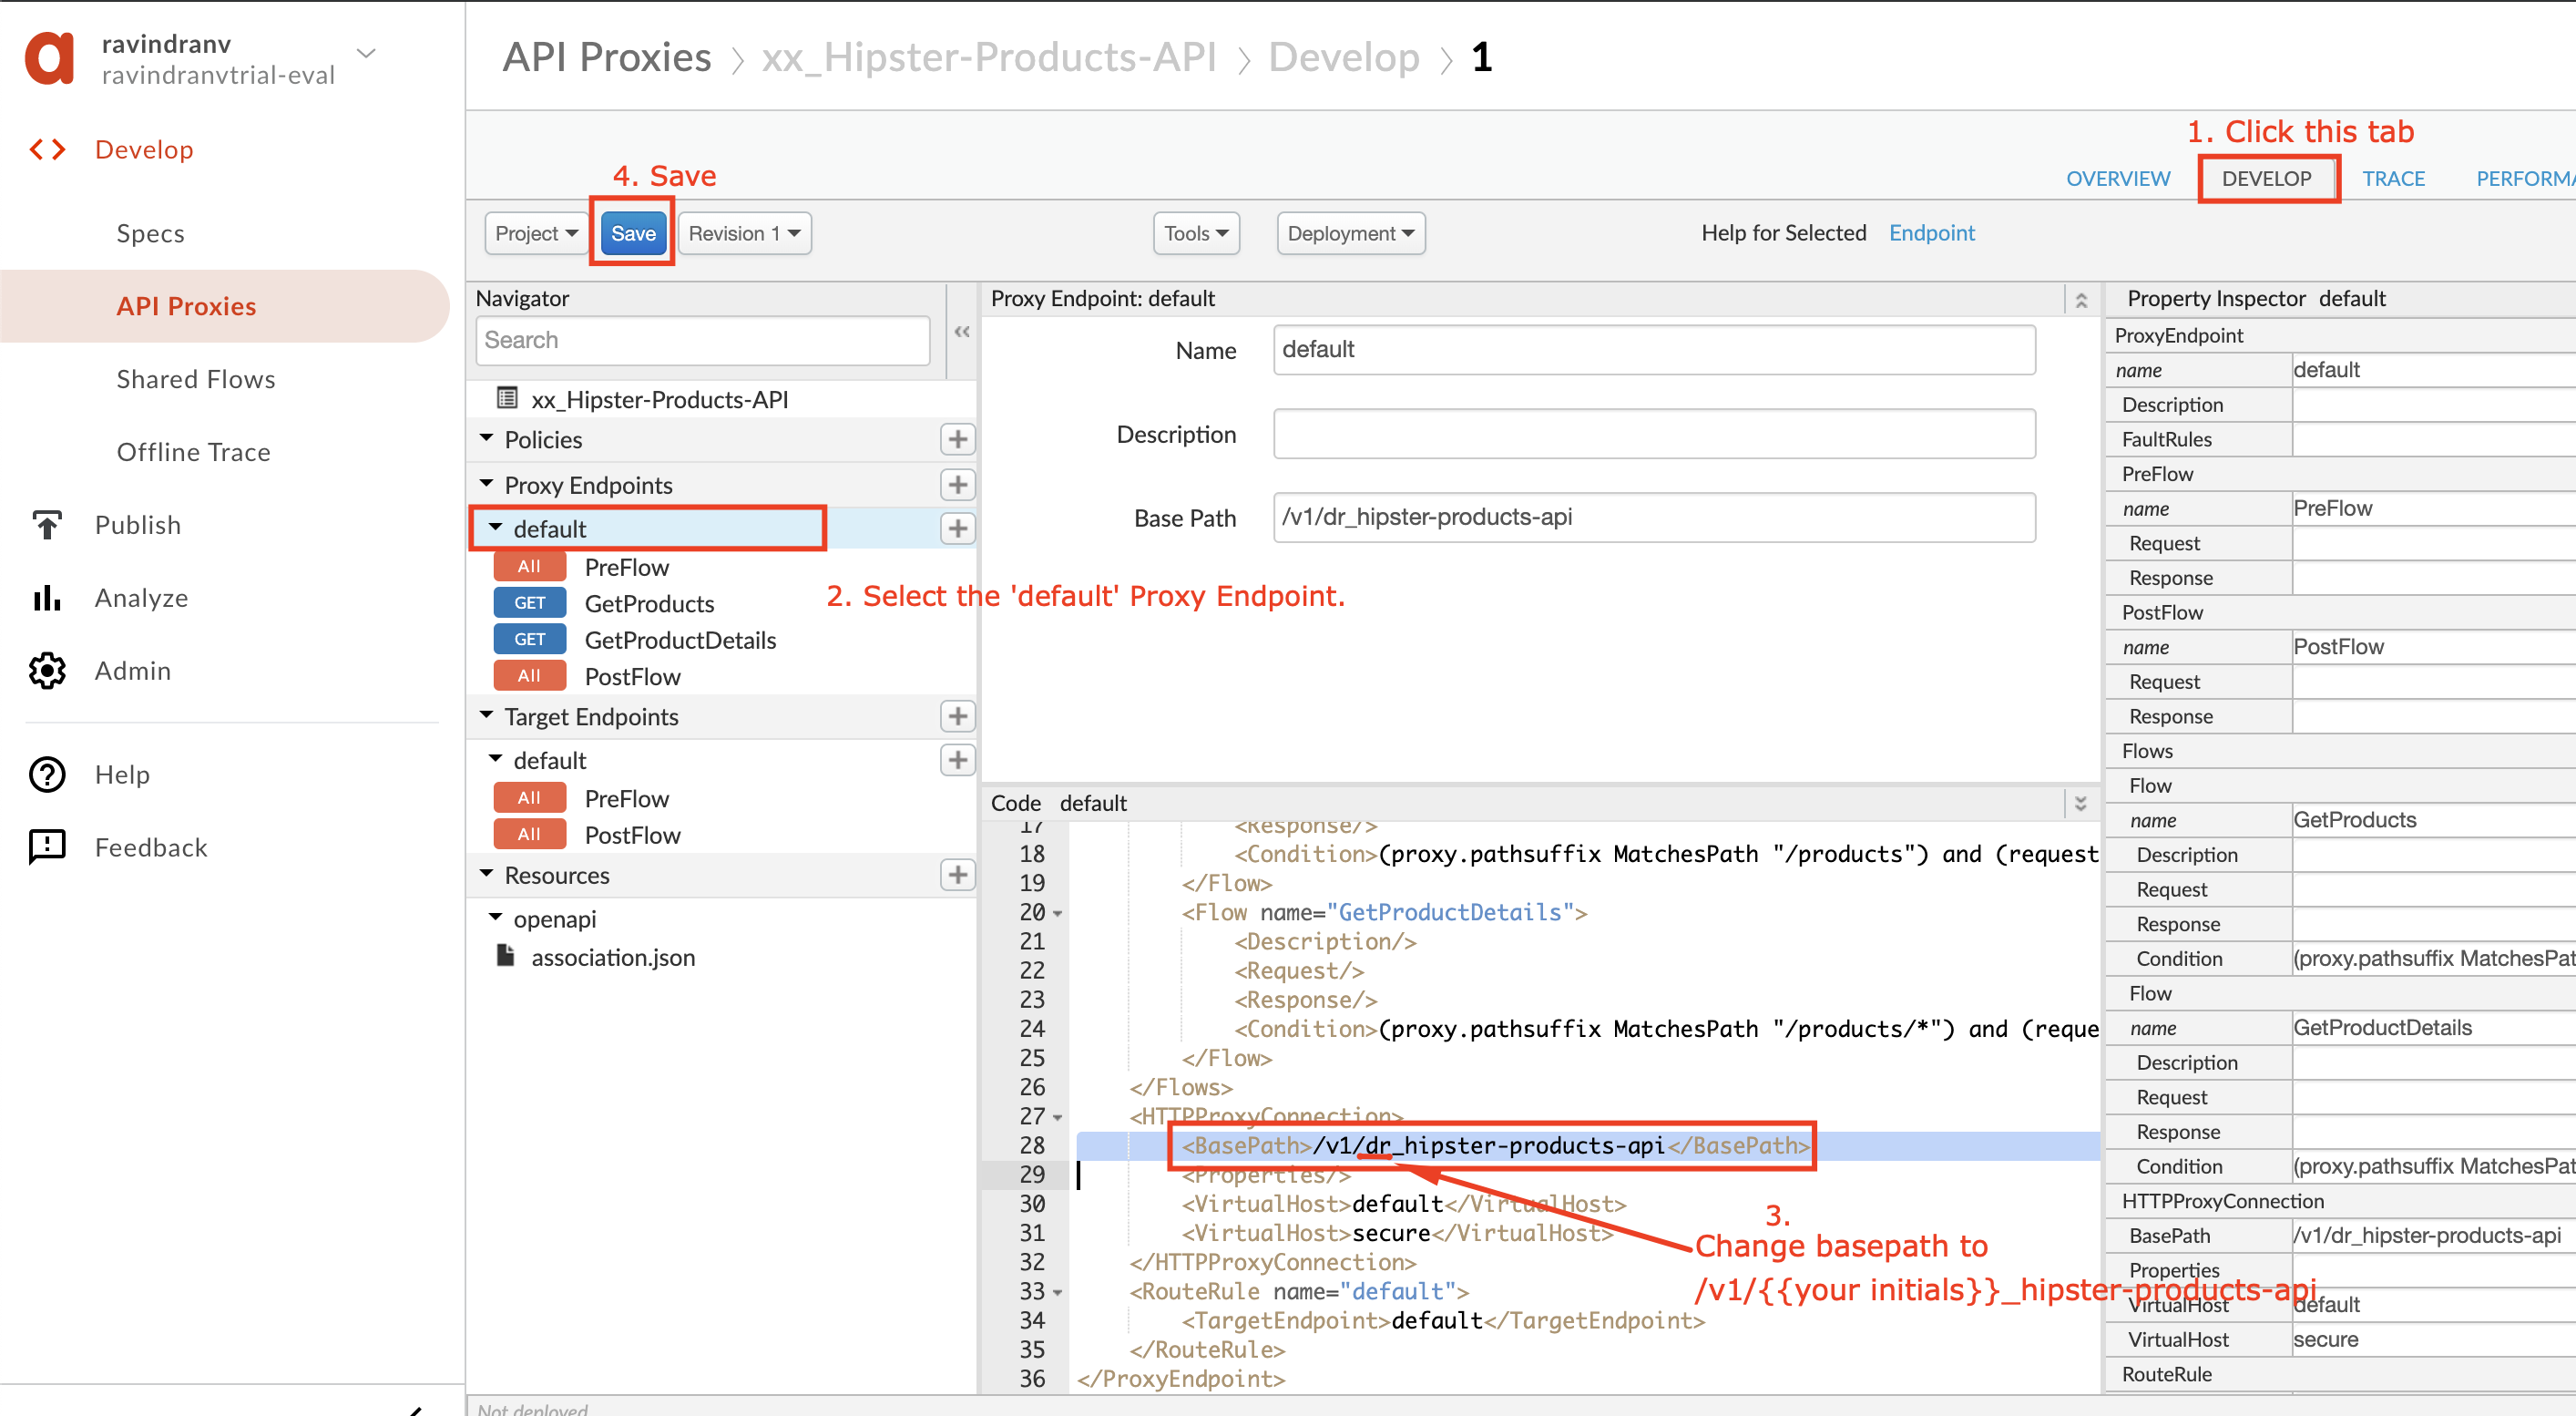 ravindranv
ravindranvtrial-eval
Develop
Specs
API Proxies
Shared Flows
Offline Trace
Publish
Analyze
Admin
Help
Feedback
API Proxies > xx_Hipster-Products-API > Develop > 1
1. Click this tab
OVERVIEW DEVELOP TRACE PERFORMA
4. Save
Project Save Revision 1 Tools Deployment Help for Selected Endpoint
Navigator
Search
xx_Hipster-Products-API
Policies
Proxy Endpoints
default
All PreFlow
GET GetProducts
GET GetProductDetails
All PostFlow
Target Endpoints
default
All PreFlow
All PostFlow
Resources
openapi
association.json
Proxy Endpoint: default
Name default
Description
Base Path /v1/dr_hipster-products-api
2. Select the 'default' Proxy Endpoint.
Code default
17 <Response/>
18 <Condition>(proxy.pathsuffix MatchesPath "/products") and (request
19 </Flow>
20 <Flow name="GetProductDetails">
21 <Description/>
22 <Request/>
23 <Response/>
24 <Condition>(proxy.pathsuffix MatchesPath "/products/*") and (reque
25 </Flow>
26 </Flows>
27 <HTTPProxyConnection>
28 <BasePath>/v1/dr_hipster-products-api</BasePath>
29 <Properties/>
30 <VirtualHost>default</VirtualHost>
31 <VirtualHost>secure</VirtualHost>
32 </HTTPProxyConnection>
33 <RouteRule name="default">
34 <TargetEndpoint>default</TargetEndpoint>
35 </RouteRule>
36 </ProxyEndpoint>
3.
Change basepath to
/v1/{{your initials}}_hipster-products-api
Property Inspector default
ProxyEndpoint
name default
Description
FaultRules
PreFlow
name PreFlow
Request
Response
PostFlow
name PostFlow
Request
Response
Flows
Flow
name GetProducts
Description
Request
Response
Condition (proxy.pathsuffix MatchesPat
Flow
name GetProductDetails
Description
Request
Response
Condition (proxy.pathsuffix MatchesPat
HTTPProxyConnection
BasePath /v1/dr_hipster-products-api
Properties
VirtualHost default
VirtualHost secure
RouteRule
Not deployed